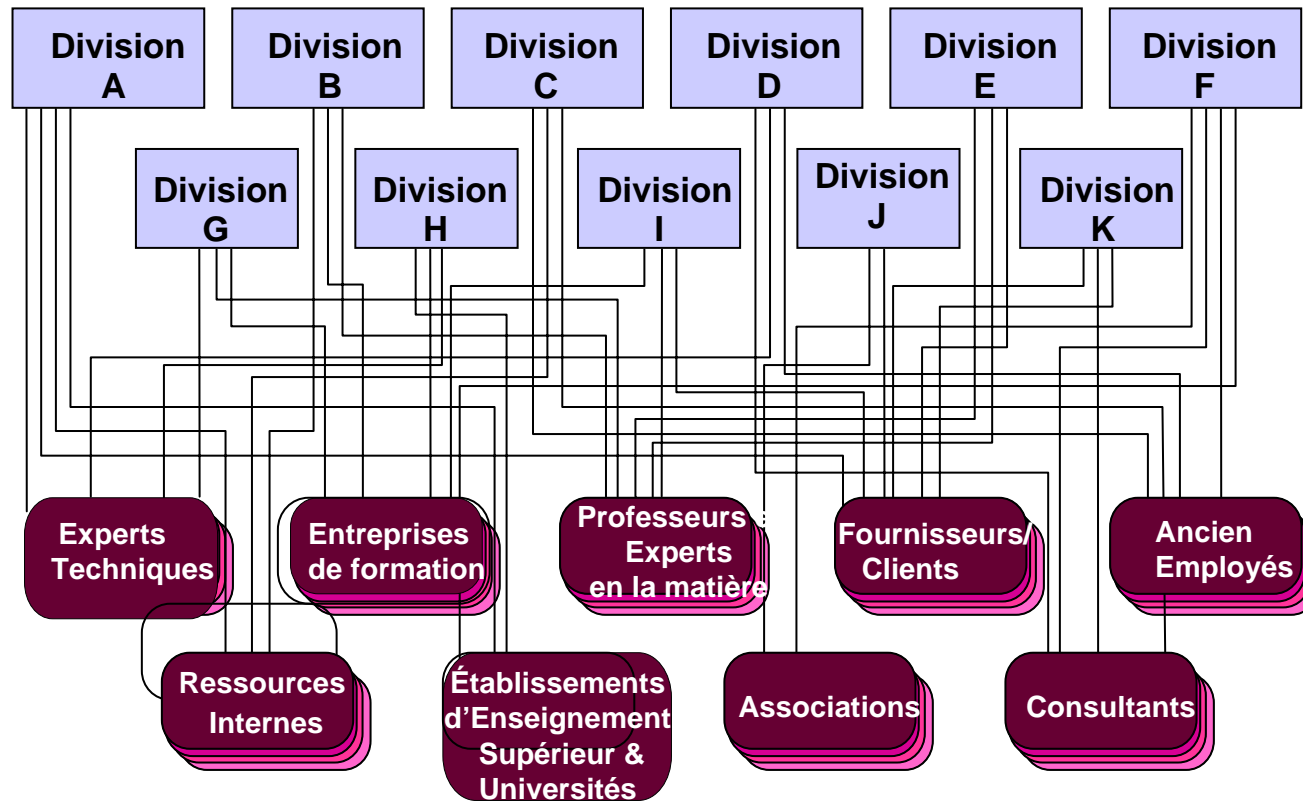 Division
A
Division
B
Division
C
Division
D
Division
E
Division
F
Division
G
Division
H
Division
I
Division
J
Division
K
Experts
Techniques
Entreprises
de formation
Professeurs
Experts
en la matière
Fournisseurs/
Clients
Ancien
Employés
Ressources
Internes
Établissements
d’Enseignement
Supérieur &
Universités
Associations
Consultants